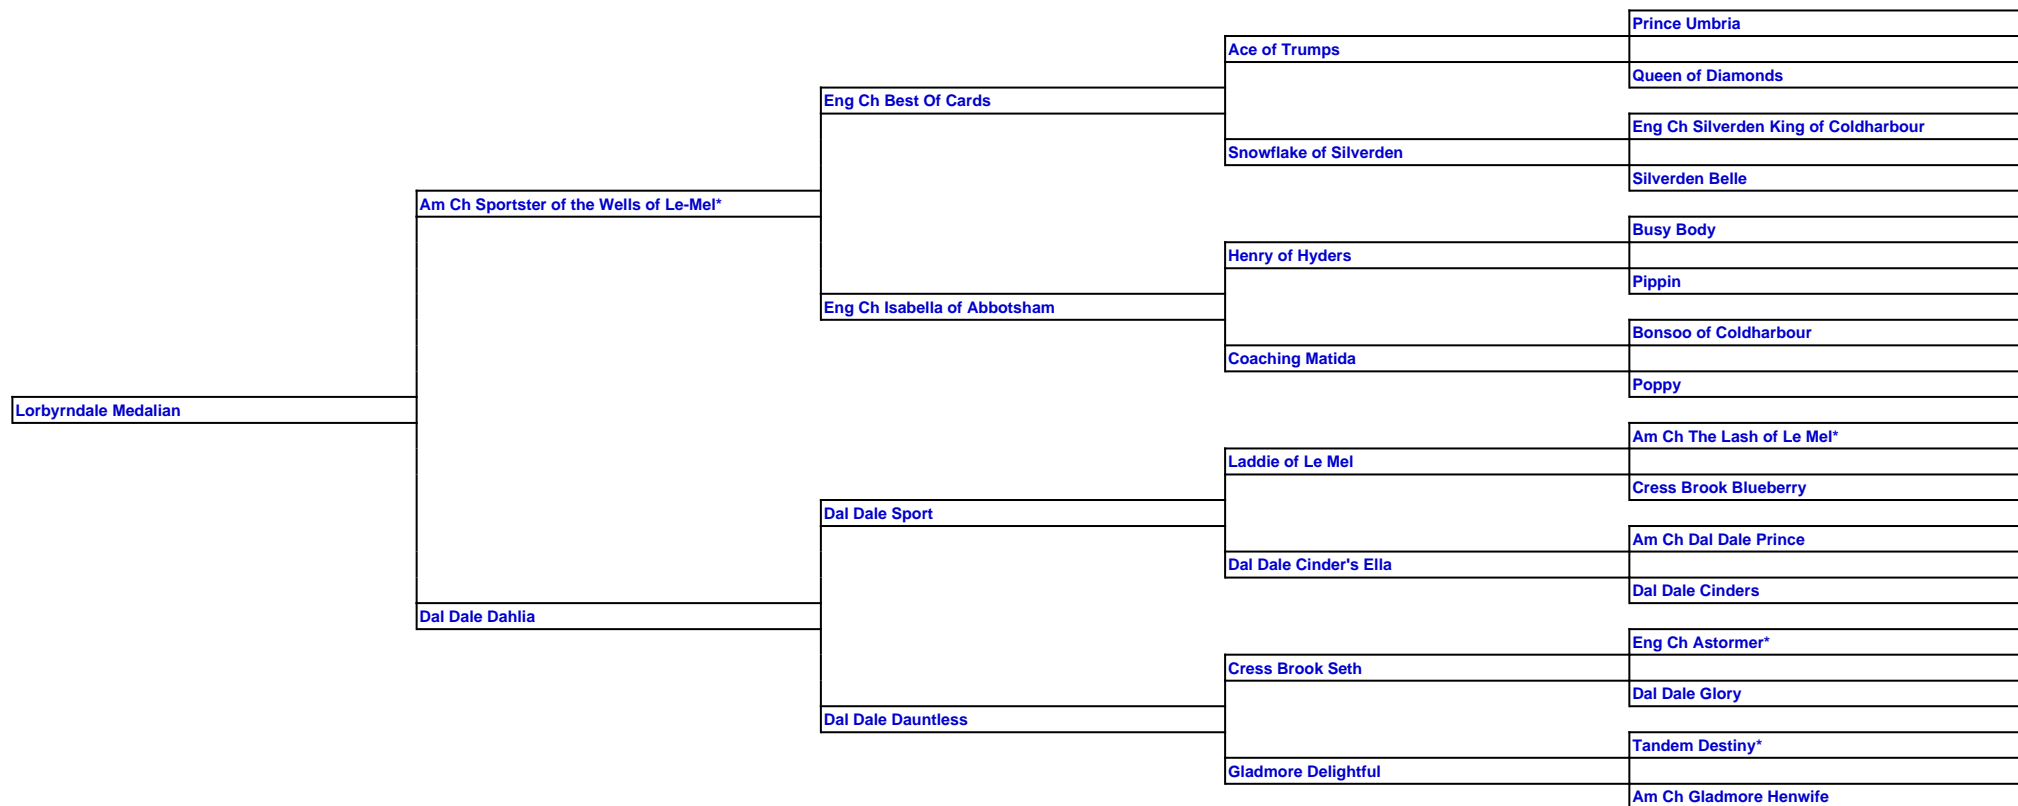 Prince Umbria
Ace of Trumps
Queen of Diamonds
Eng Ch Best Of Cards
Eng Ch Silverden King of Coldharbour
Snowflake of Silverden
Silverden Belle
Am Ch Sportster of the Wells of Le-Mel*
Busy Body
Henry of Hyders
Pippin
Eng Ch Isabella of Abbotsham
Bonsoo of Coldharbour
Coaching Matida
Poppy
Lorbyrndale Medalian
Am Ch The Lash of Le Mel*
Laddie of Le Mel
Cress Brook Blueberry
Dal Dale Sport
Am Ch Dal Dale Prince
Dal Dale Cinder's Ella
Dal Dale Cinders
Dal Dale Dahlia
Eng Ch Astormer*
Cress Brook Seth
Dal Dale Glory
Dal Dale Dauntless
Tandem Destiny*
Gladmore Delightful
Am Ch Gladmore Henwife